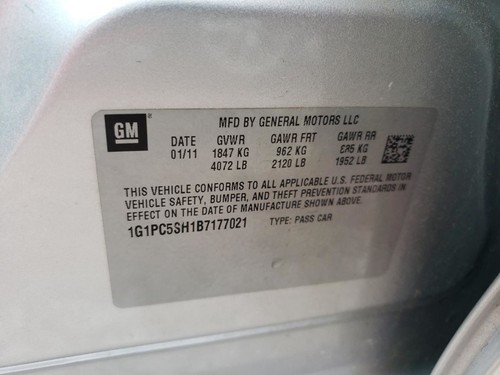 GM
MFD BY GENERAL MOTORS LLC
DATE GVWR GAWR FRT GAWR RR
01/11 1847 KG 962 KG 885 KG
4072 LB 2120 LB 1952 LB
THIS VEHICLE CONFORMS TO ALL APPLICABLE U.S. FEDERAL MOTOR
VEHICLE SAFETY, BUMPER, AND THEFT PREVENTION STANDARDS IN
EFFECT ON THE DATE OF MANUFACTURE SHOWN ABOVE.
1G1PC5SH1B7177021 TYPE: PASS CAR